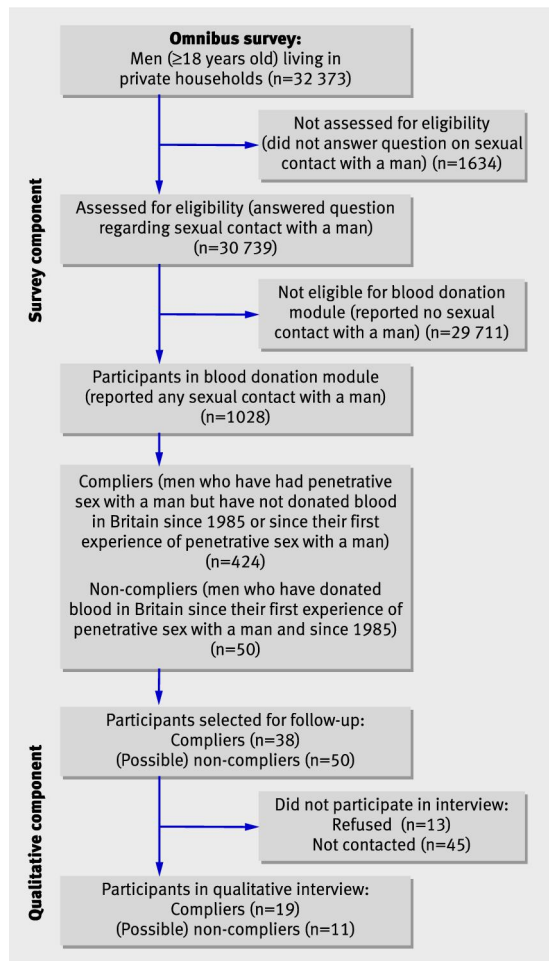 Omnibus survey:
Men (≥18 years old) living in
private households (n=32 373)
Not assessed for eligibility
(did not answer question on sexual
contact with a man) (n=1634)
Survey component
Assessed for eligibility (answered question
regarding sexual contact with a man)
(n=30 739)
Not eligible for blood donation
module (reported no sexual
contact with a man) (n=29 711)
Participants in blood donation module
(reported any sexual contact with a man)
(n=1028)
Compliers (men who have had penetrative
sex with a man but have not donated blood
in Britain since 1985 or since their first
experience of penetrative sex with a man)
(n=424)
Non-compliers (men who have donated
blood in Britain since their first experience of
penetrative sex with a man and since 1985)
(n=50)
Participants selected for follow-up:
Compliers (n=38)
(Possible) non-compliers (n=50)
Qualitative component
Did not participate in interview:
Refused (n=13)
Not contacted (n=45)
Participants in qualitative interview:
Compliers (n=19)
(Possible) non-compliers (n=11)